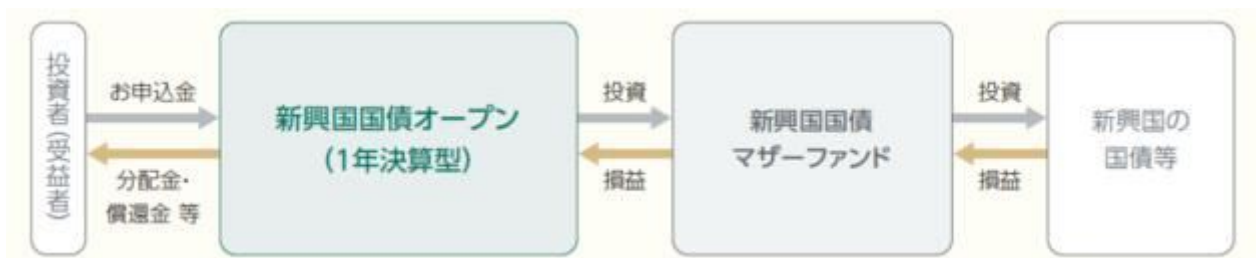 投資者(受益者)
お申込金
分配金・
償還金 等
新興国国債オープン
(1年決算型)
投資
損益
新興国国債
マザーファンド
投資
損益
新興国の
国債等